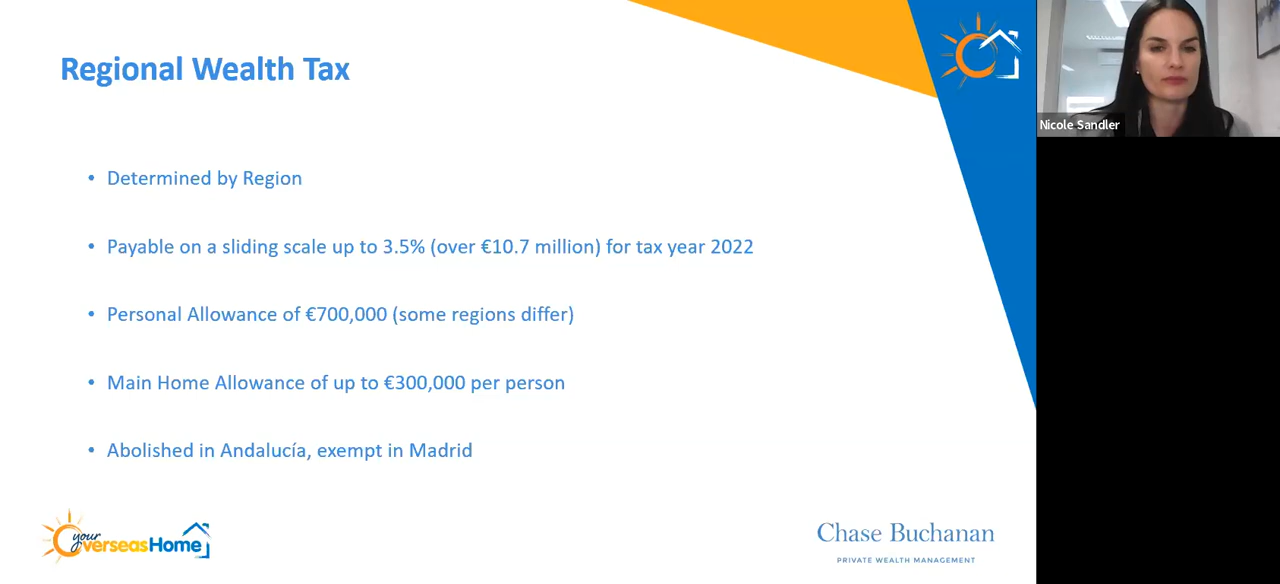 Regional Wealth Tax
• Determined by Region
• Payable on a sliding scale up to 3.5% (over €10.7 million) for tax year 2022
• Personal Allowance of €700,000 (some regions differ)
• Main Home Allowance of up to €300,000 per person
• Abolished in Andalucía, exempt in Madrid
your
OverseasHome
Chase Buchanan
PRIVATE WEALTH MANAGEMENT
Nicole Sandler